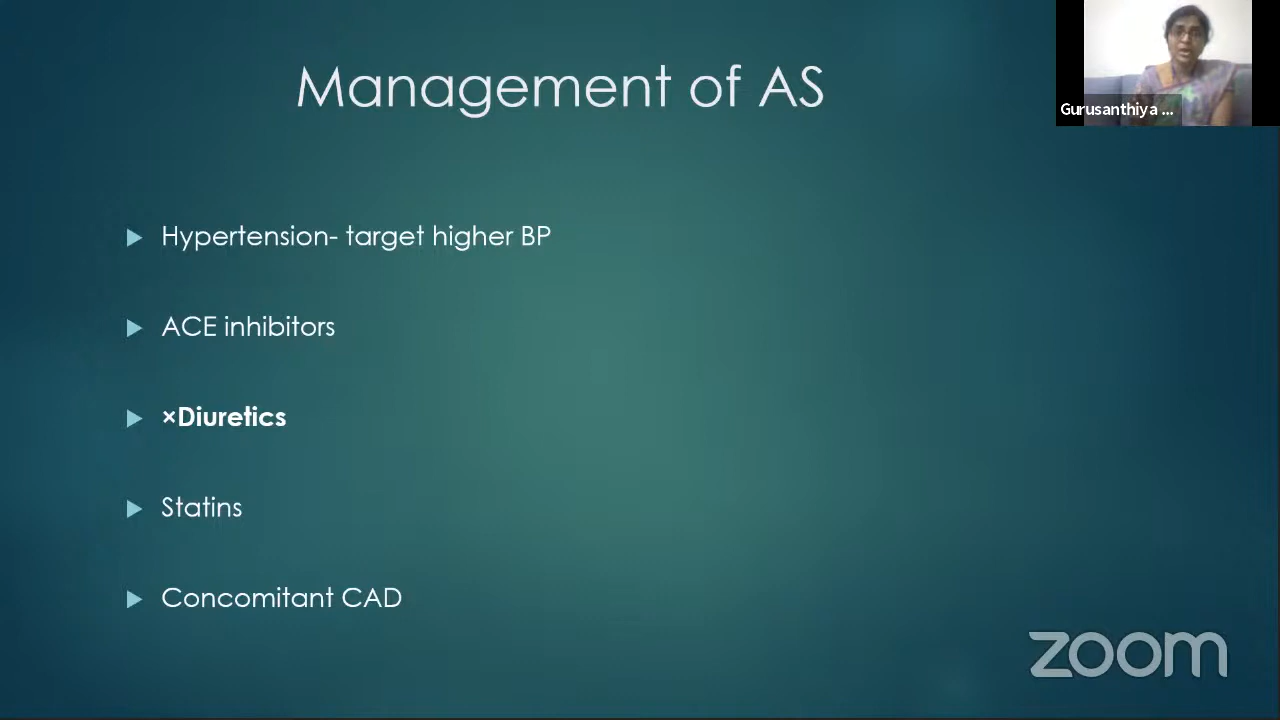 Management of AS
Gurusanthiya ...
Hypertension- target higher BP
ACE inhibitors
×Diuretics
Statins
Concomitant CAD
zoom